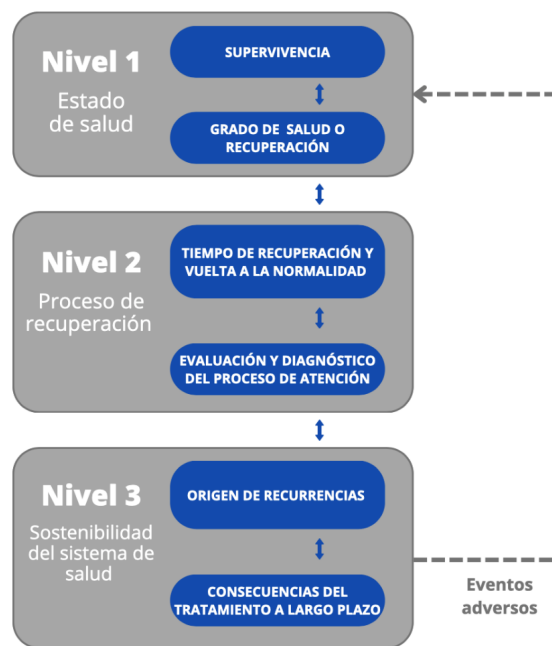 Nivel 1
Estado
de salud
SUPERVIVENCIA
GRADO DE SALUD O
RECUPERACIÓN
Nivel 2
Proceso de
recuperación
TIEMPO DE RECUPERACIÓN Y
VUELTA A LA NORMALIDAD
EVALUACIÓN Y DIAGNÓSTICO
DEL PROCESO DE ATENCIÓN
Nivel 3
Sostenibilidad
del sistema de
salud
ORIGEN DE RECURRENCIAS
CONSECUENCIAS DEL
TRATAMIENTO A LARGO PLAZO
Eventos
adversos